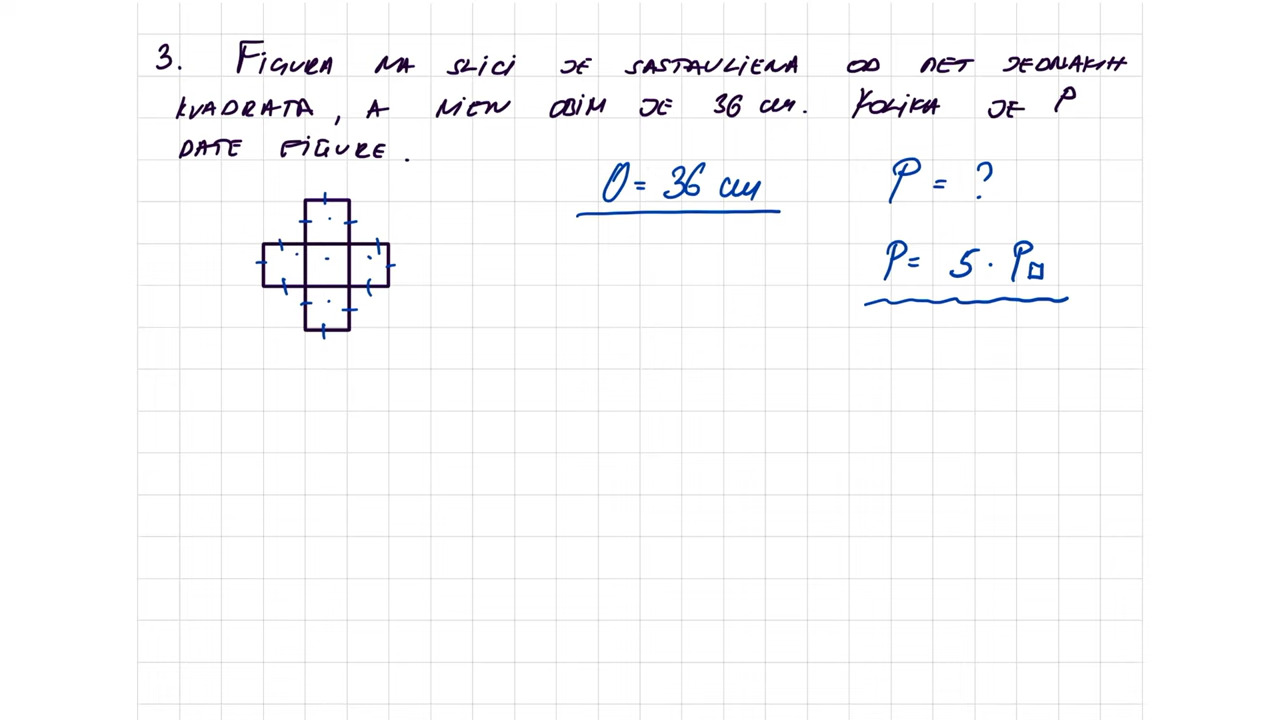 3. FIGURA NA SLICI JE SASTAVLJENA OD PET JEDNAKIH
KVADRATA, A NJEN OBIM JE 36 cm. KOLIKA JE P
DATE FIGURE.
O = 36 cm
P = ?
P = 5 · P□